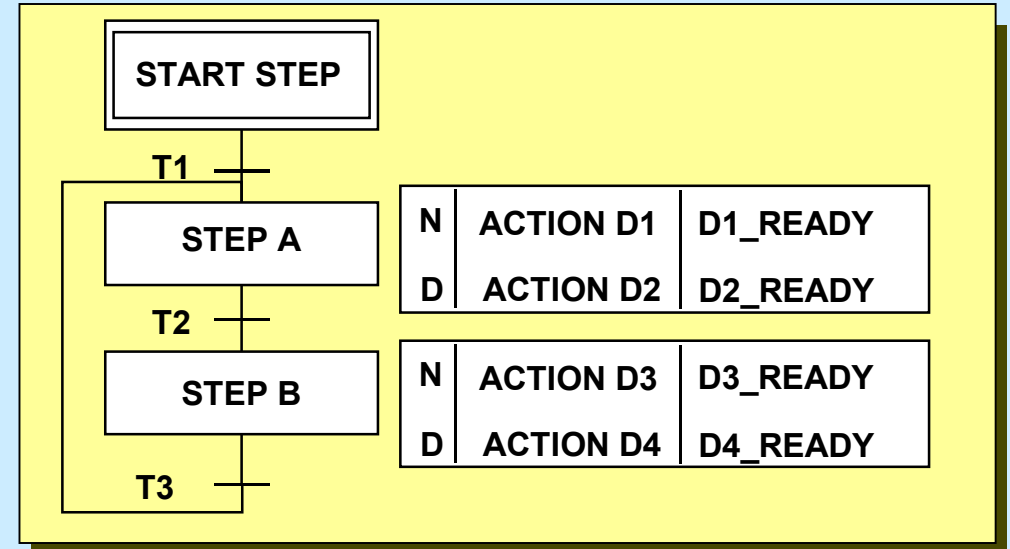 START STEP
T1
STEP A
N ACTION D1 D1_READY
D ACTION D2 D2_READY
T2
STEP B
N ACTION D3 D3_READY
D ACTION D4 D4_READY
T3